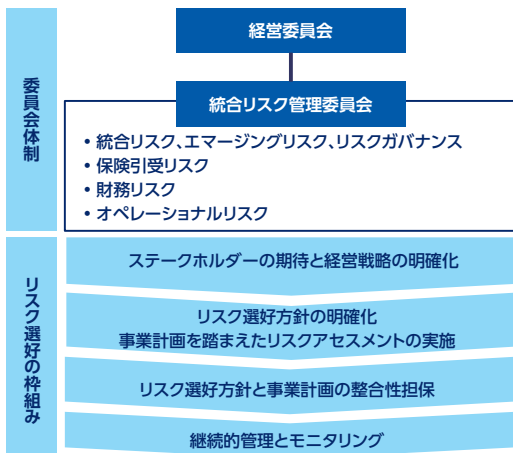 委員会体制
経営委員会
統合リスク管理委員会
• 統合リスク、エマージングリスク、リスクガバナンス
• 保険引受リスク
• 財務リスク
• オペレーショナルリスク
リスク選好の枠組み
ステークホルダーの期待と経営戦略の明確化
リスク選好方針の明確化
事業計画を踏まえたリスクアセスメントの実施
リスク選好方針と事業計画の整合性担保
継続的管理とモニタリング